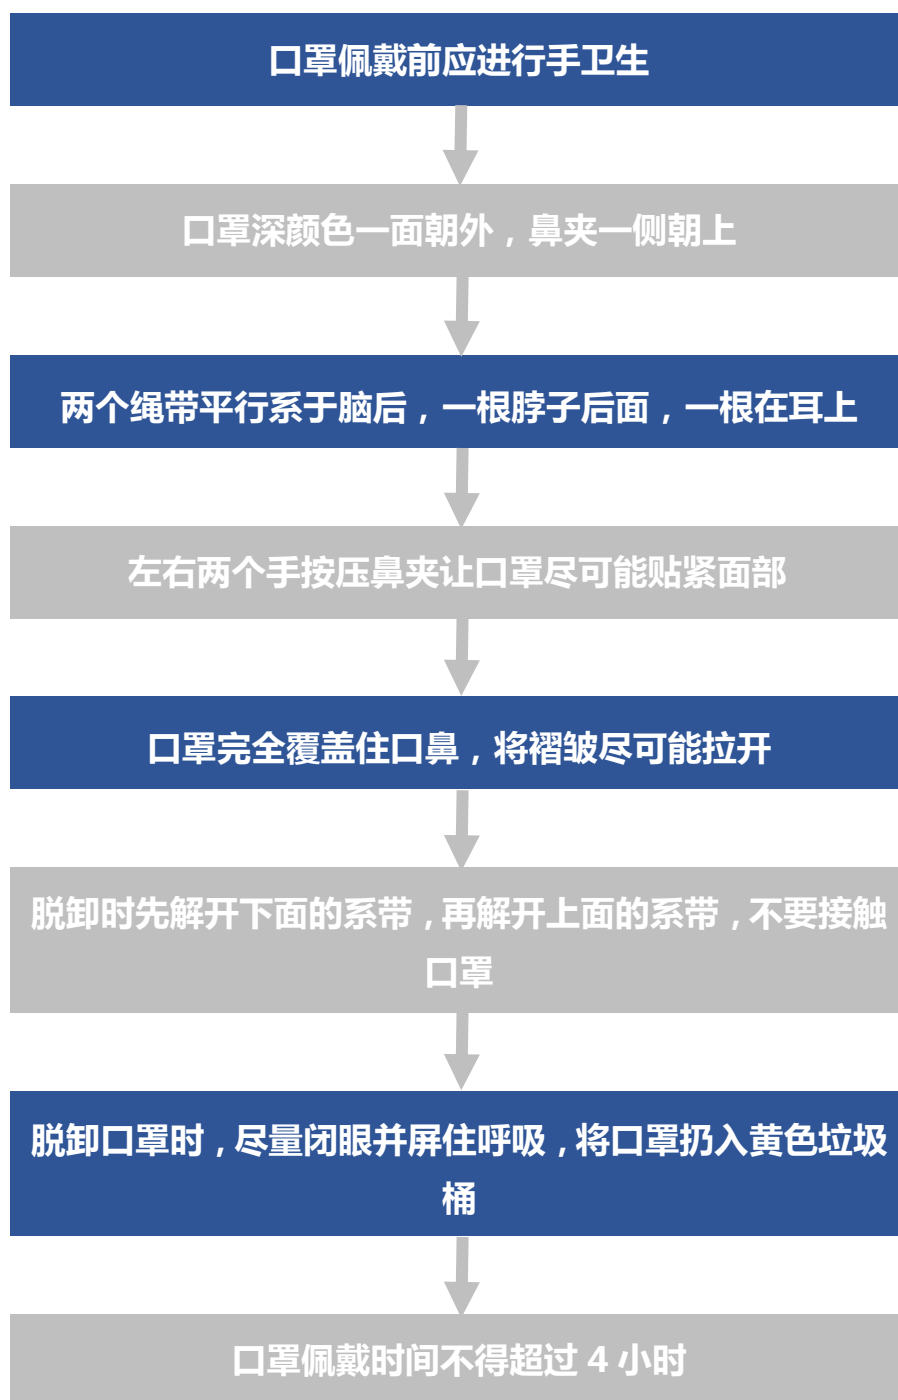 口罩佩戴前应进行手卫生
口罩深颜色一面朝外，鼻夹一侧朝上
两个绳带平行系于脑后，一根脖子后面，一根在耳上
左右两个手按压鼻夹让口罩尽可能贴紧面部
口罩完全覆盖住口鼻，将褶皱尽可能拉开
脱卸时先解开下面的系带，再解开上面的系带，不要接触
口罩
脱卸口罩时，尽量闭眼并屏住呼吸，将口罩扔入黄色垃圾
桶
口罩佩戴时间不得超过 4 小时